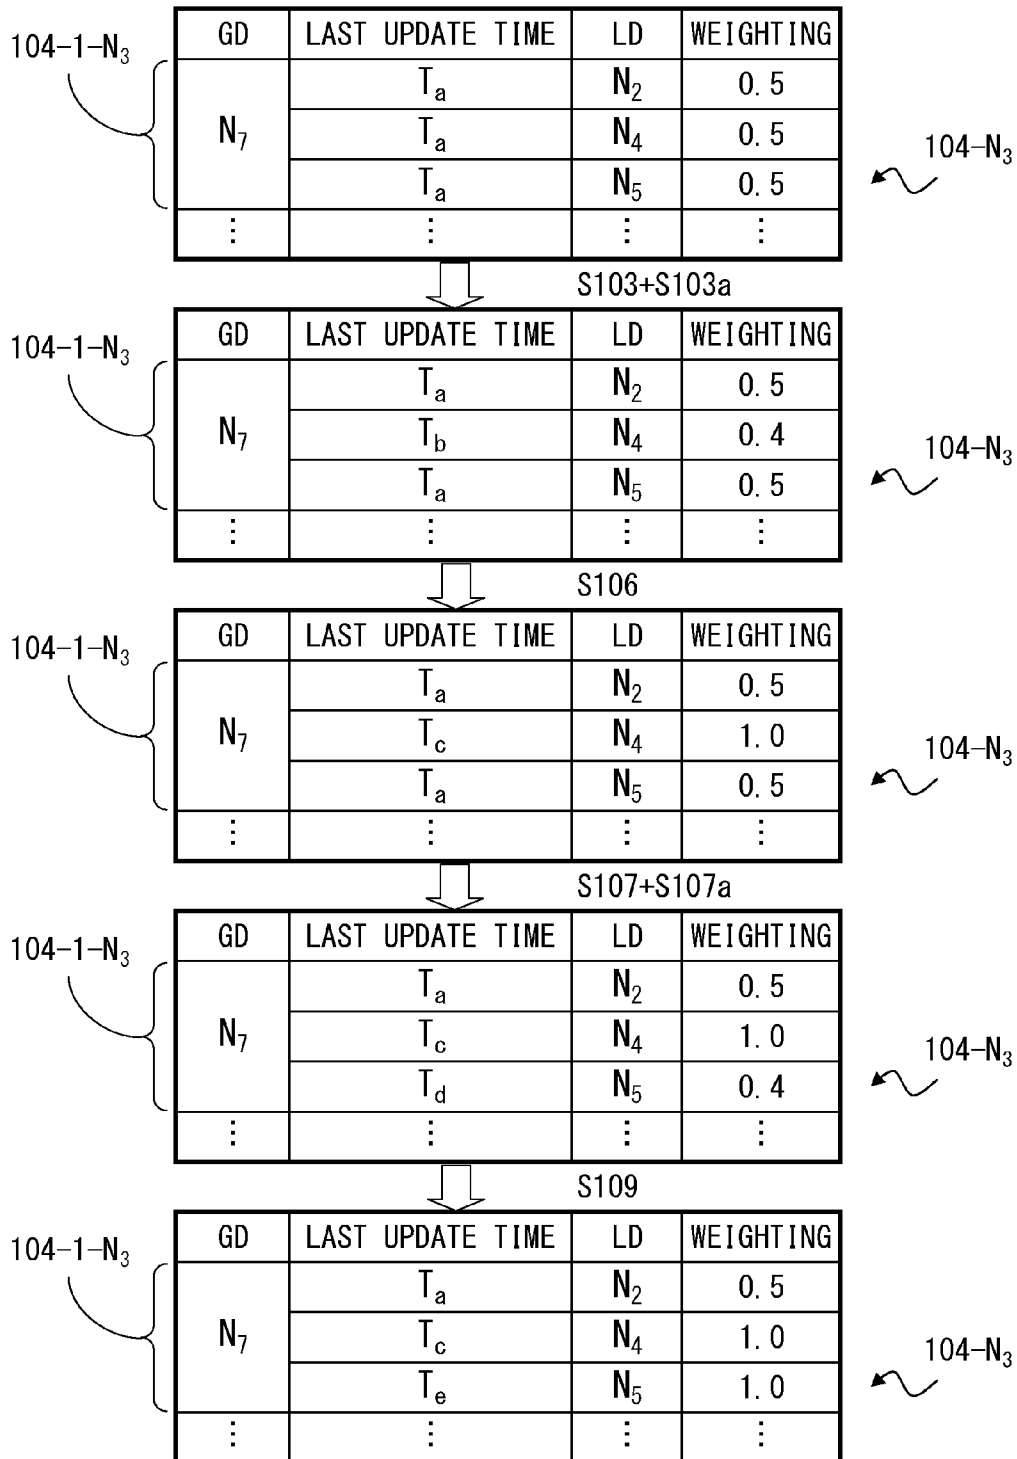 GD LAST UPDATE TIME LD WEIGHTING
104-1-N₃
Tₐ N₂ 0.5
N₇ Tₐ N₄ 0.5
104-N₃
Tₐ N₅ 0.5
⋮ ⋮ ⋮ ⋮
S103+S103a
GD LAST UPDATE TIME LD WEIGHTING
104-1-N₃
Tₐ N₂ 0.5
N₇ T_b N₄ 0.4
104-N₃
Tₐ N₅ 0.5
⋮ ⋮ ⋮ ⋮
S106
GD LAST UPDATE TIME LD WEIGHTING
104-1-N₃
Tₐ N₂ 0.5
N₇ T_c N₄ 1.0
104-N₃
Tₐ N₅ 0.5
⋮ ⋮ ⋮ ⋮
S107+S107a
GD LAST UPDATE TIME LD WEIGHTING
104-1-N₃
Tₐ N₂ 0.5
N₇ T_c N₄ 1.0
104-N₃
T_d N₅ 0.4
⋮ ⋮ ⋮ ⋮
S109
GD LAST UPDATE TIME LD WEIGHTING
104-1-N₃
Tₐ N₂ 0.5
N₇ T_c N₄ 1.0
104-N₃
Tₑ N₅ 1.0
⋮ ⋮ ⋮ ⋮